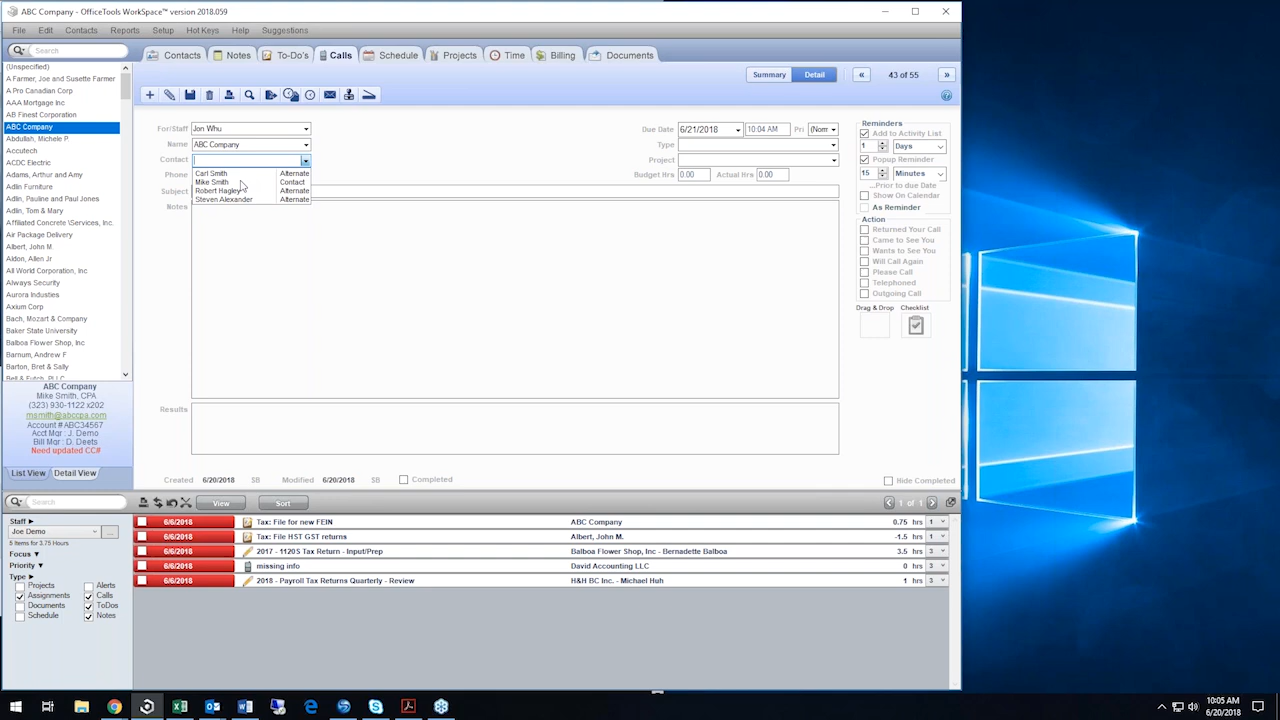 ABC Company - OfficeTools WorkSpace™ version 2018.059
File Edit Contacts Reports Setup Hot Keys Help Suggestions
Search
Contacts Notes To-Do's Calls Schedule Projects Time Billing Documents
(Unspecified)
A Farmer, Joe and Susette Farmer
A Pro Canadian Corp
AAA Mortgage Inc
AB Finest Corporation
ABC Company
Abdullah, Michele P.
Accutech
ACDC Electric
Adams, Arthur and Amy
Adlin Furniture
Adlin, Pauline and Paul Jones
Adlin, Tom & Mary
Affiliated Concrete \Services, Inc.
Air Package Delivery
Albert, John M.
Aldon, Allen Jr
All World Corporation, Inc
Always Security
Aurora Industies
Axium Corp
Bach, Mozart & Company
Baker State University
Balboa Flower Shop, Inc
Barnum, Andrew F
Barton, Bret & Sally
Bell & Futch, PLLC
ABC Company
Mike Smith, CPA
(323) 930-1122 x202
msmith@abccpa.com
Account # ABC34567
Acct Mgr : J. Demo
Bill Mgr : D. Deets
Need updated CC#
List View Detail View
Summary Detail 43 of 55
For/Staff Jon Whu
Name ABC Company
Contact
Phone
Subject
Notes
Carl Smith Alternate
Mike Smith Contact
Robert Hagley Alternate
Steven Alexander Alternate
Due Date 6/21/2018 10:04 AM Pri (Norm
Type
Project
Budget Hrs 0.00 Actual Hrs 0.00
Reminders
Add to Activity List
1 Days
Popup Reminder
15 Minutes
...Prior to due Date
Show On Calendar
As Reminder
Action
Returned Your Call
Came to See You
Wants to See You
Will Call Again
Please Call
Telephoned
Outgoing Call
Drag & Drop Checklist
Results
Created 6/20/2018 SB Modified 6/20/2018 SB Completed
Hide Completed
Search
View Sort 1 of 1
Staff
Joe Demo ...
5 Items for 3.75 Hours
Focus
Priority
Type
Projects Alerts
Assignments Calls
Documents ToDos
Schedule Notes
6/6/2018 Tax: File for new FEIN ABC Company 0.75 hrs 1
6/6/2018 Tax: File HST GST returns Albert, John M. -1.5 hrs 1
6/6/2018 2017 - 1120S Tax Return - Input/Prep Balboa Flower Shop, Inc - Bernadette Balboa 3.5 hrs 3
6/6/2018 missing info David Accounting LLC 0 hrs 3
6/6/2018 2018 - Payroll Tax Returns Quarterly - Review H&H BC Inc. - Michael Huh 1 hrs 3
10:05 AM
6/20/2018